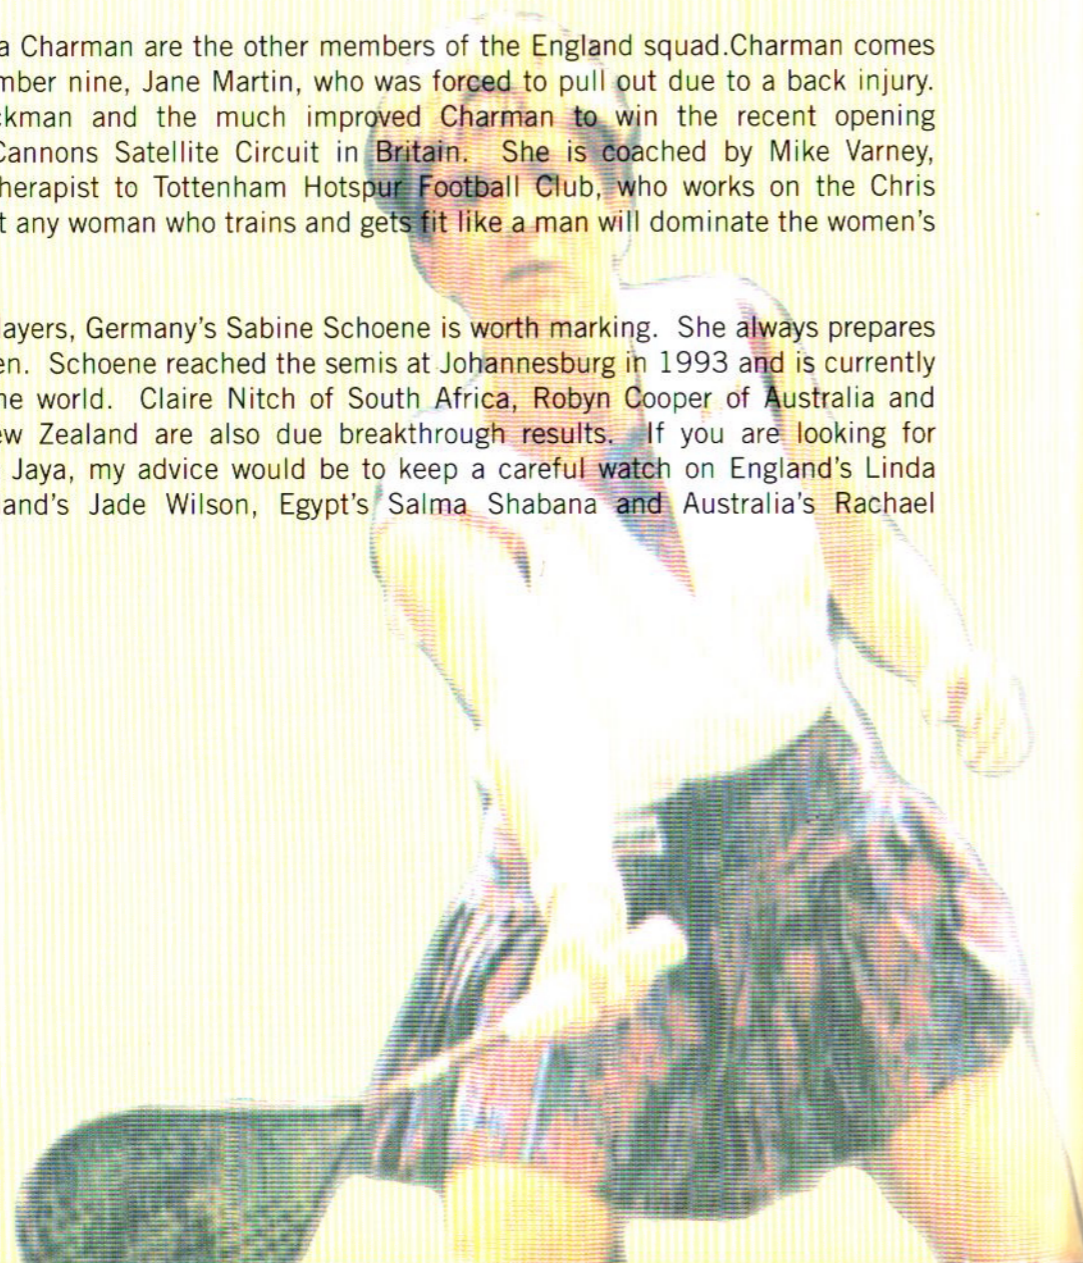 a Charman are the other members of the England squad.Charman comes
mber nine, Jane Martin, who was forced to pull out due to a back injury.
ckman and the much improved Charman to win the recent opening
Cannons Satellite Circuit in Britain. She is coached by Mike Varney,
herapist to Tottenham Hotspur Football Club, who works on the Chris
t any woman who trains and gets fit like a man will dominate the women's
layers, Germany's Sabine Schoene is worth marking. She always prepares
en. Schoene reached the semis at Johannesburg in 1993 and is currently
he world. Claire Nitch of South Africa, Robyn Cooper of Australia and
ew Zealand are also due breakthrough results. If you are looking for
Jaya, my advice would be to keep a careful watch on England's Linda
and's Jade Wilson, Egypt's Salma Shabana and Australia's Rachael